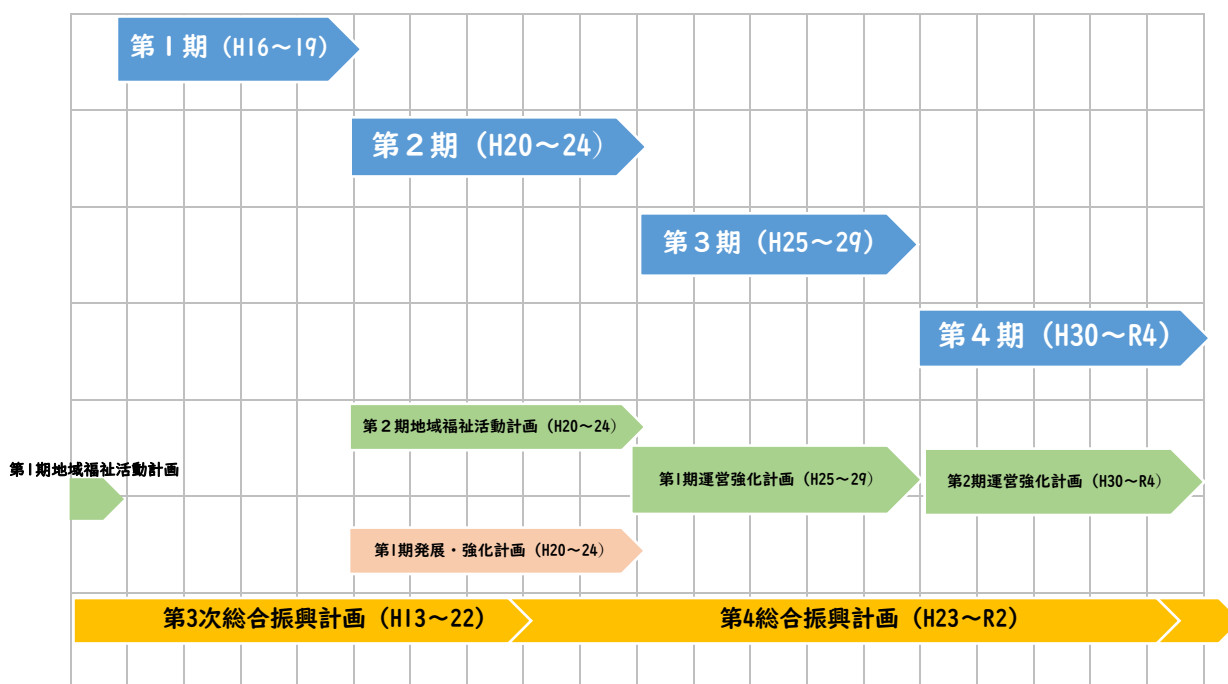 第1期（H16～19）
第２期（H20～24）
第３期（H25～29）
第４期（H30～R4）
第２期地域福祉活動計画（H20～24）
第1期地域福祉活動計画
第1期運営強化計画（H25～29）
第2期運営強化計画（H30～R4）
第1期発展・強化計画（H20～24）
第3次総合振興計画（H13～22）
第4総合振興計画（H23～R2）